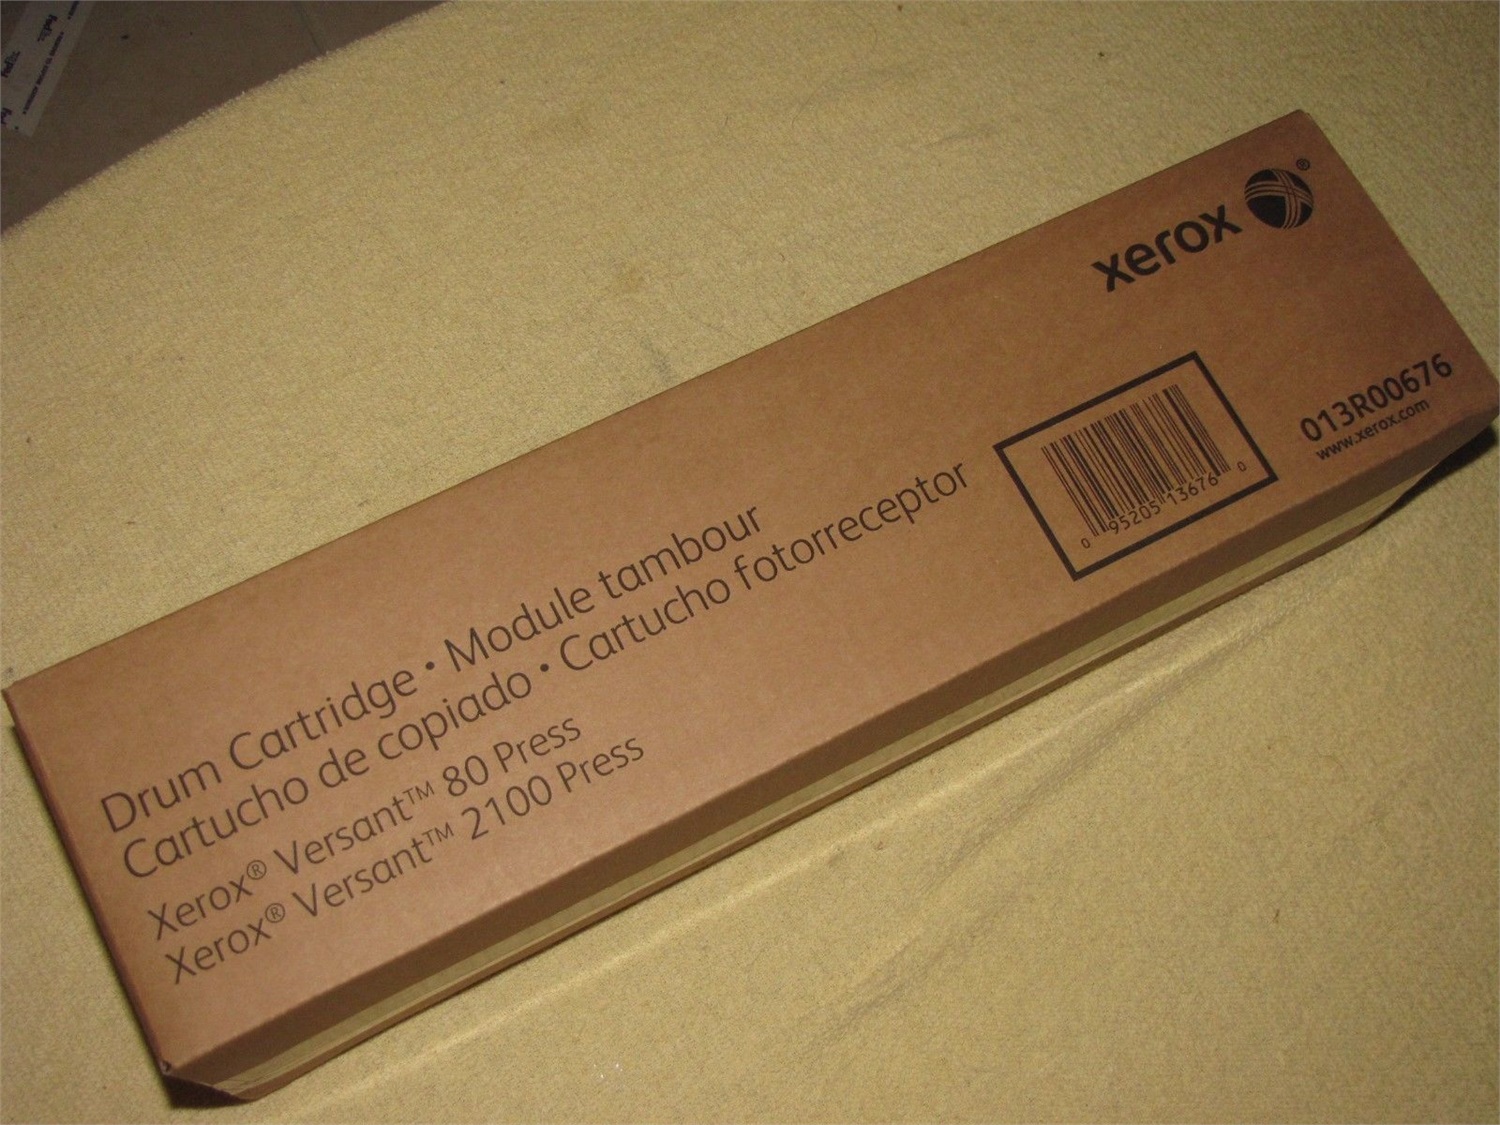 xerox ®
013R00676
www.xerox.com
0 95205 13676 0
Drum Cartridge • Module tambour
Cartucho de copiado • Cartucho fotorreceptor
Xerox® Versant™ 80 Press
Xerox® Versant™ 2100 Press